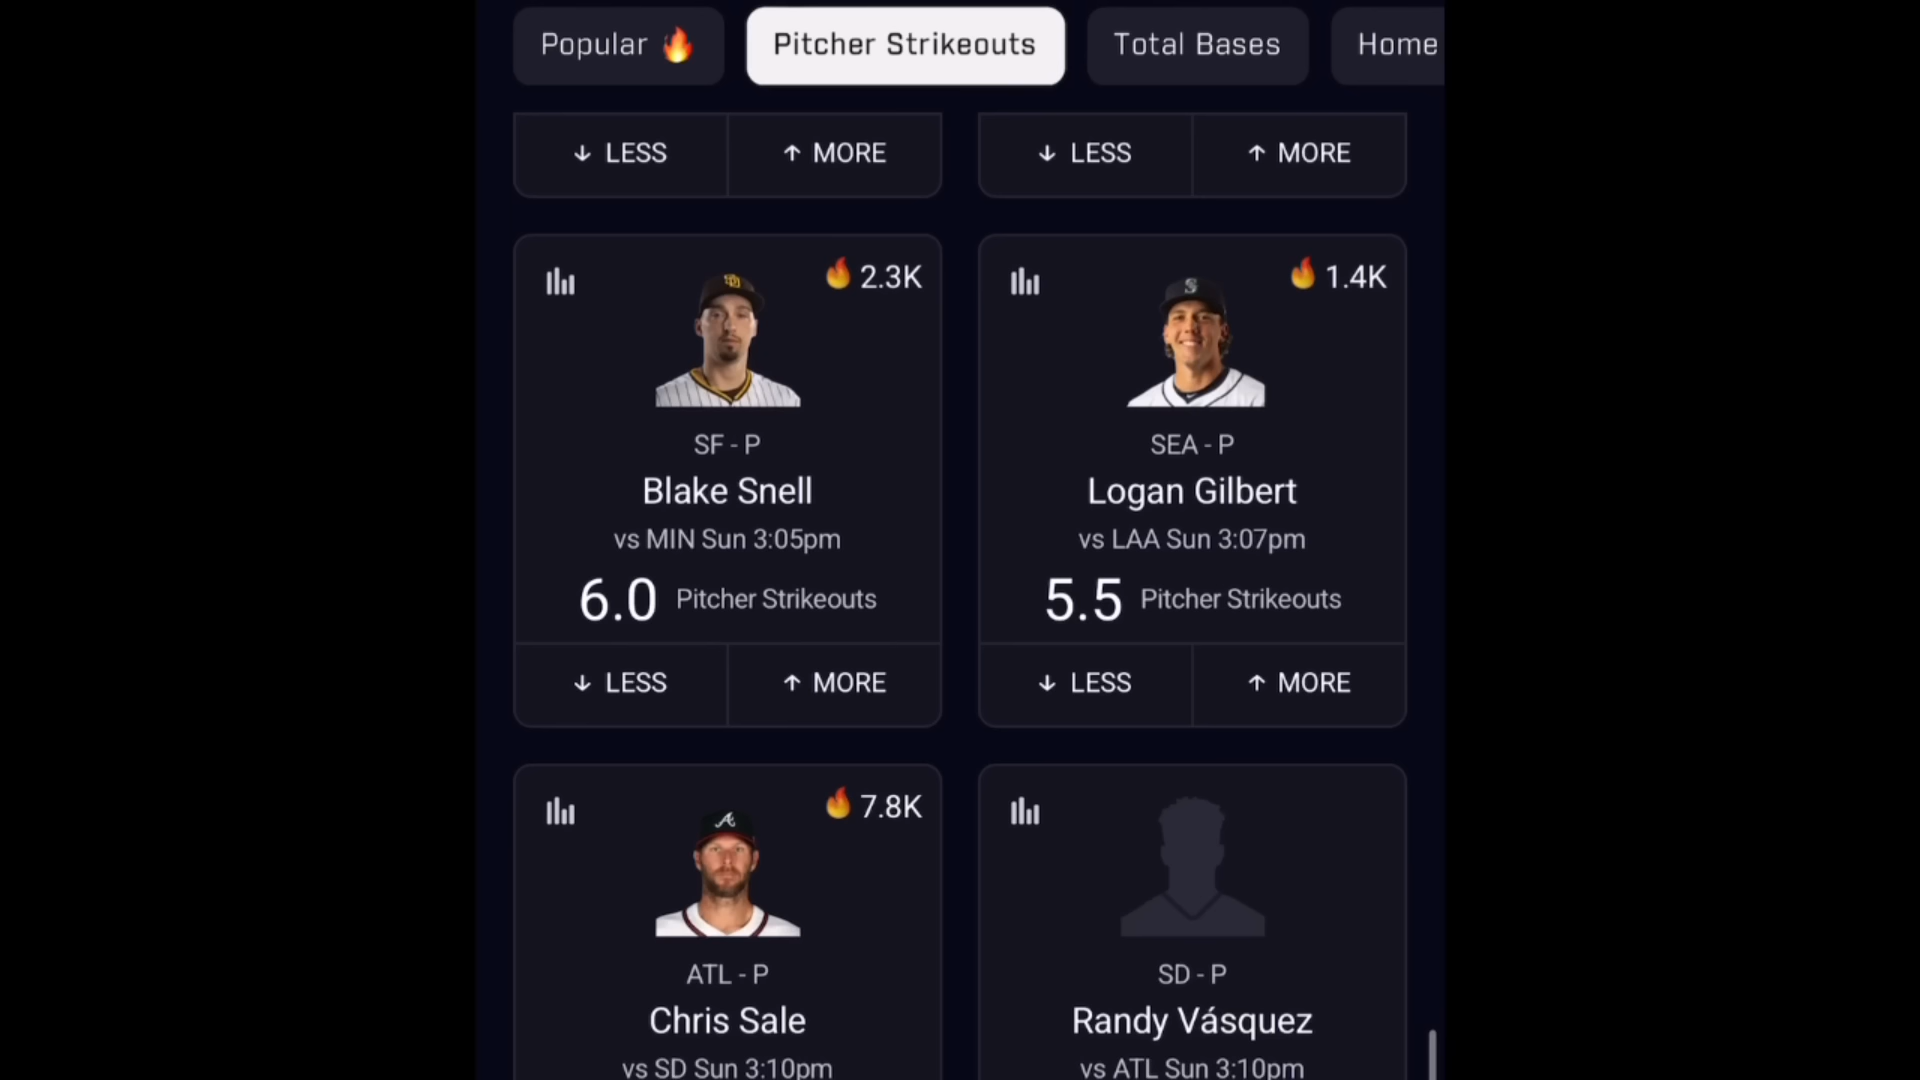 Popular
Pitcher Strikeouts
Total Bases
Home
↓ LESS
↑ MORE
↓ LESS
↑ MORE
2.3K
SF - P
Blake Snell
vs MIN Sun 3:05pm
6.0 Pitcher Strikeouts
↓ LESS
↑ MORE
1.4K
SEA - P
Logan Gilbert
vs LAA Sun 3:07pm
5.5 Pitcher Strikeouts
↓ LESS
↑ MORE
7.8K
ATL - P
Chris Sale
vs SD Sun 3:10pm
SD - P
Randy Vásquez
vs ATL Sun 3:10pm